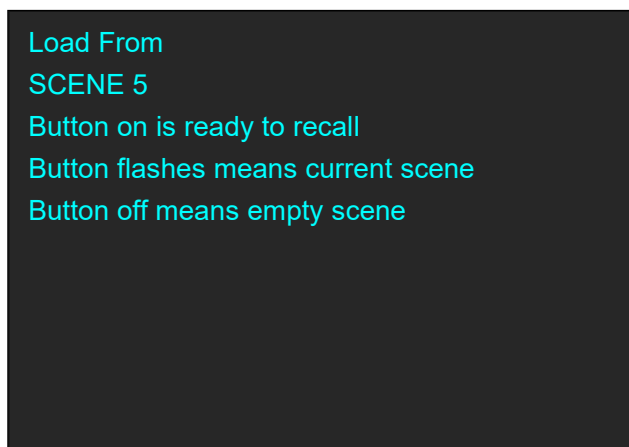 Load From
SCENE 5
Button on is ready to recall
Button flashes means current scene
Button off means empty scene